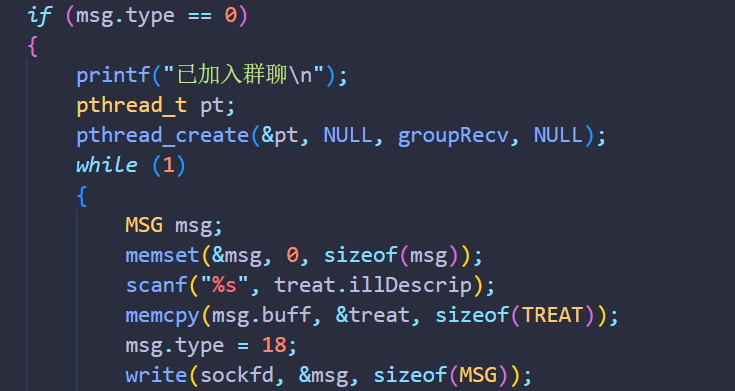 if (msg.type == 0)
{
    printf("已加入群聊\n");
    pthread_t pt;
    pthread_create(&pt, NULL, groupRecv, NULL);
    while (1)
    {
        MSG msg;
        memset(&msg, 0, sizeof(msg));
        scanf("%s", treat.illDescrip);
        memcpy(msg.buff, &treat, sizeof(TREAT));
        msg.type = 18;
        write(sockfd, &msg, sizeof(MSG));